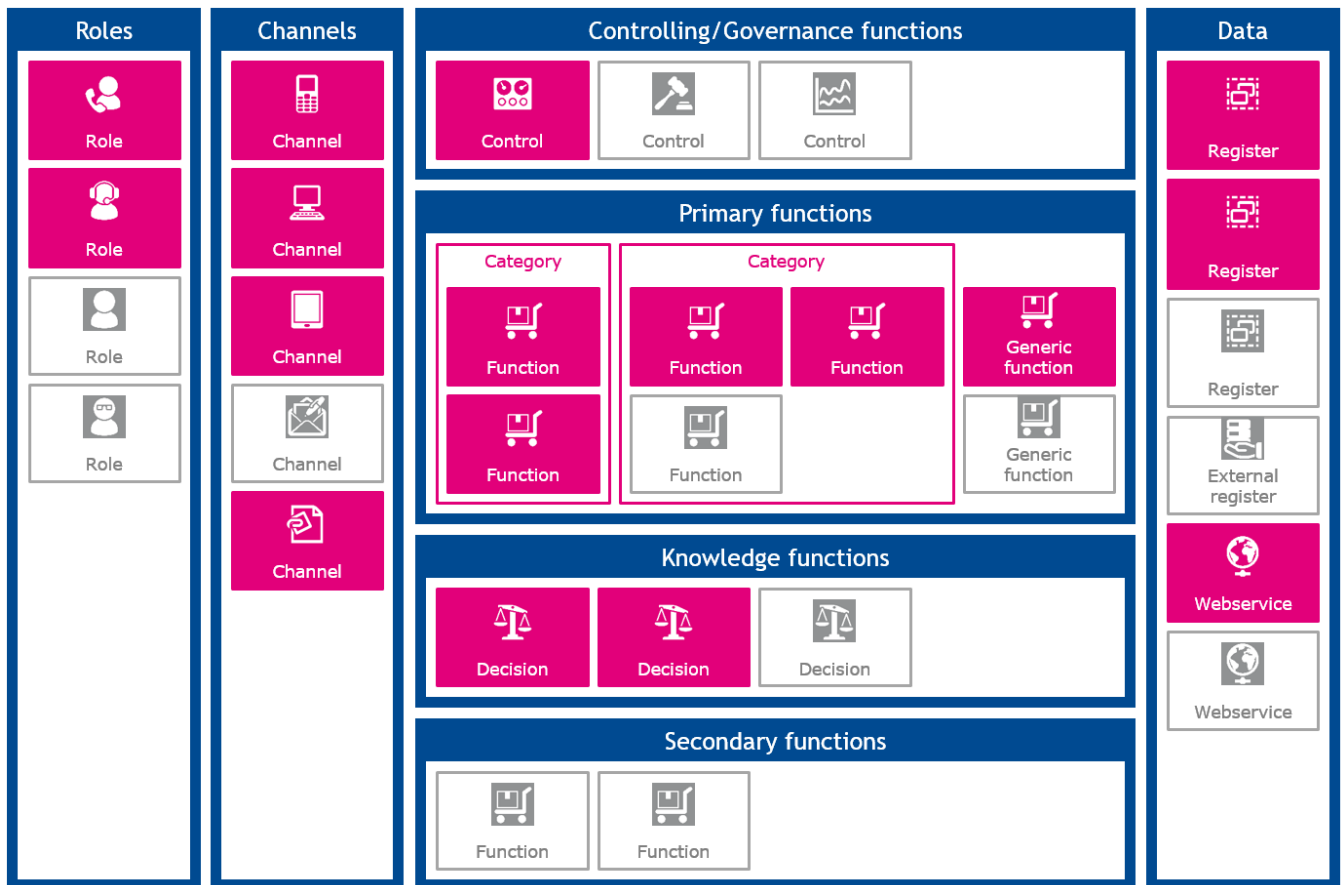 Roles
Role
Role
Role
Role
Channels
Channel
Channel
Channel
Channel
Channel
Controlling/Governance functions
Control
Control
Control
Primary functions
Category
Function
Function
Category
Function
Function
Function
Generic
function
Generic
function
Knowledge functions
Decision
Decision
Decision
Secondary functions
Function
Function
Data
Register
Register
Register
External
register
Webservice
Webservice